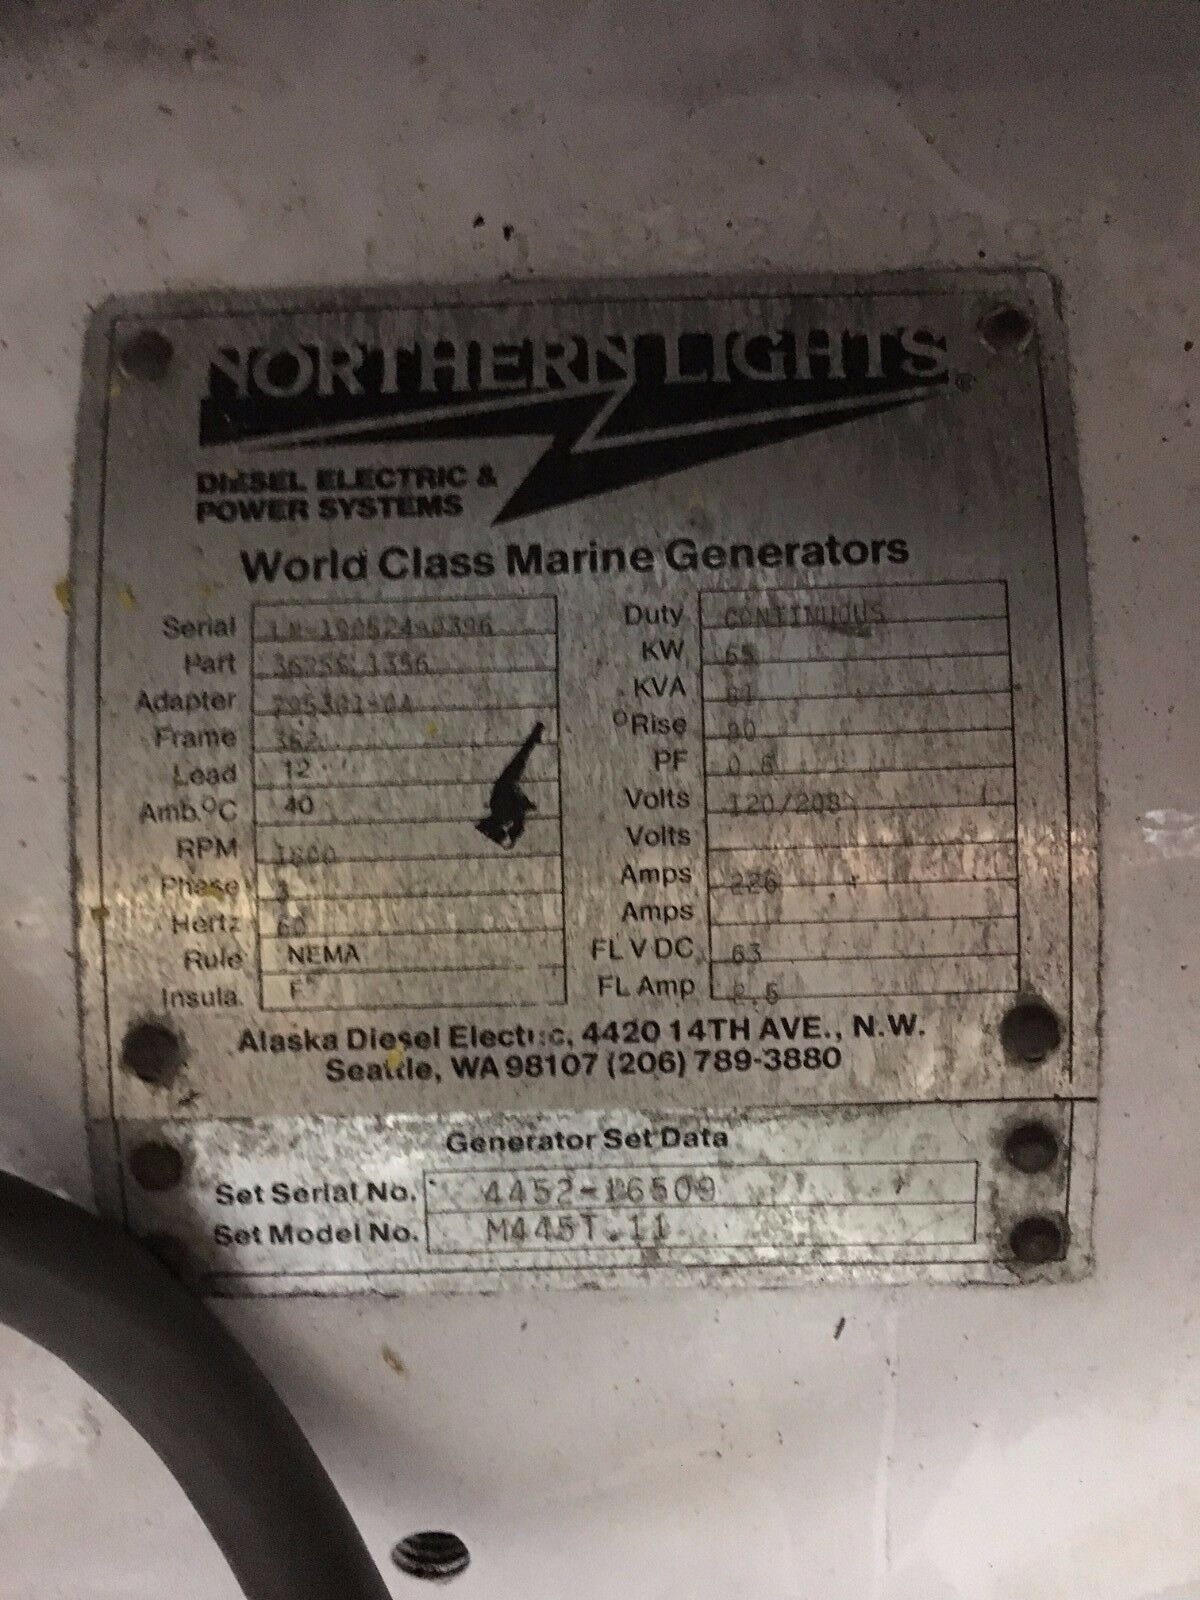 NORTHERN LIGHTS
DIESEL ELECTRIC &
POWER SYSTEMS
World Class Marine Generators
Serial
Part
Adapter
Frame 362
Lead 12
Amb.°C 40
RPM 1800
Phase 3
Hertz 60
Rule NEMA
Insula. F
Duty CONTINUOUS
KW 65
KVA 81
°Rise
PF 0.8
Volts 120/208
Volts
Amps 226
Amps
FL V DC 63
FL Amp
Alaska Diesel Electric, 4420 14TH AVE., N.W.
Seattle, WA 98107 (206) 789-3880
Generator Set Data
Set Serial No. 4452-16509
Set Model No. M445T.11